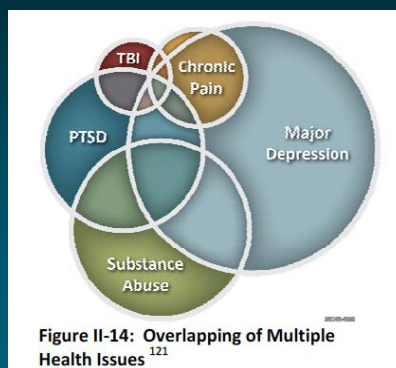 TBI
Chronic
Pain
PTSD
Major
Depression
Substance
Abuse
Figure II-14: Overlapping of Multiple
Health Issues 121